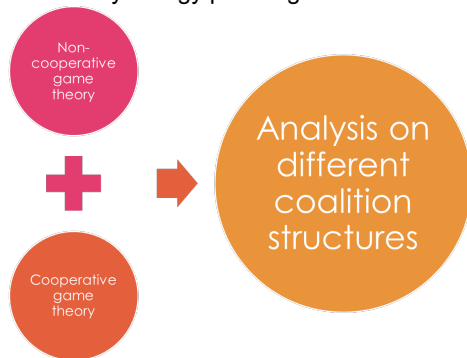 Non-
cooperative
game
theory
Cooperative
game
theory
Analysis on
different
coalition
structures